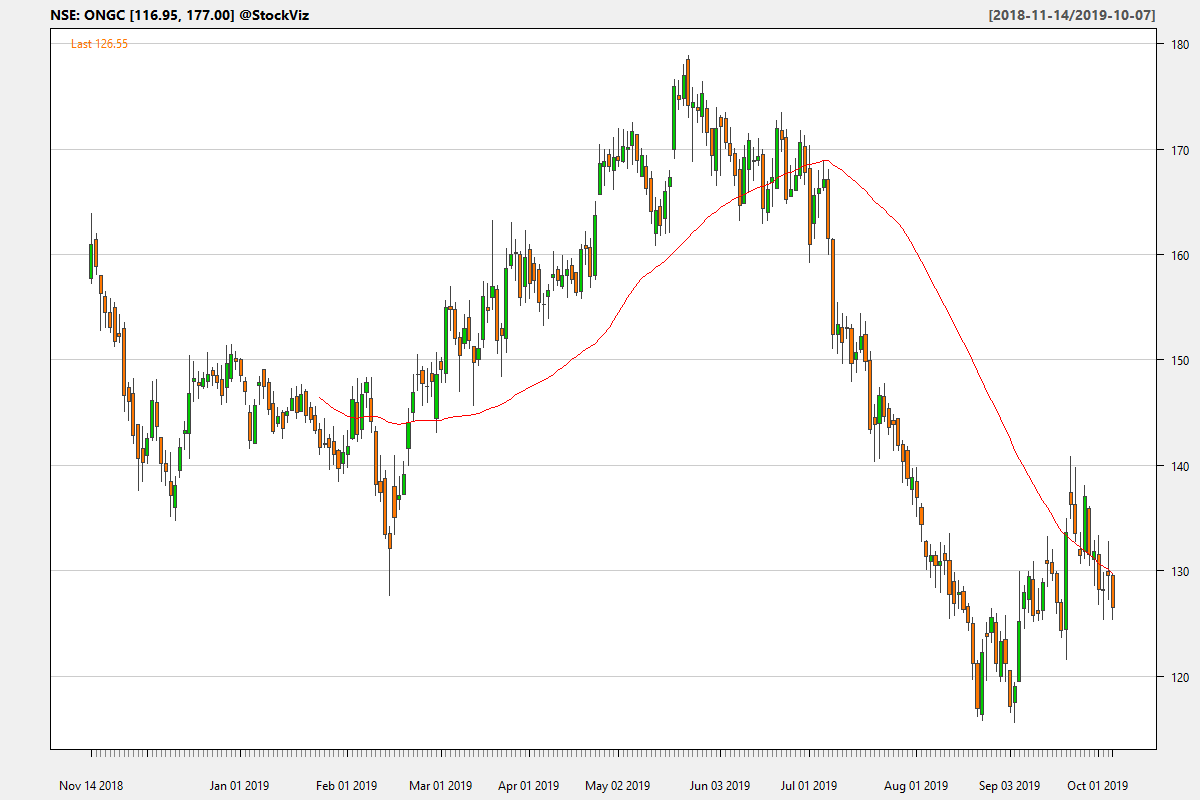 NSE: ONGC [116.95, 177.00] @StockViz
[2018-11-14/2019-10-07]
Last 126.55
180
170
160
150
140
130
120
Nov 14 2018
Jan 01 2019
Feb 01 2019
Mar 01 2019
Apr 01 2019
May 02 2019
Jun 03 2019
Jul 01 2019
Aug 01 2019
Sep 03 2019
Oct 01 2019